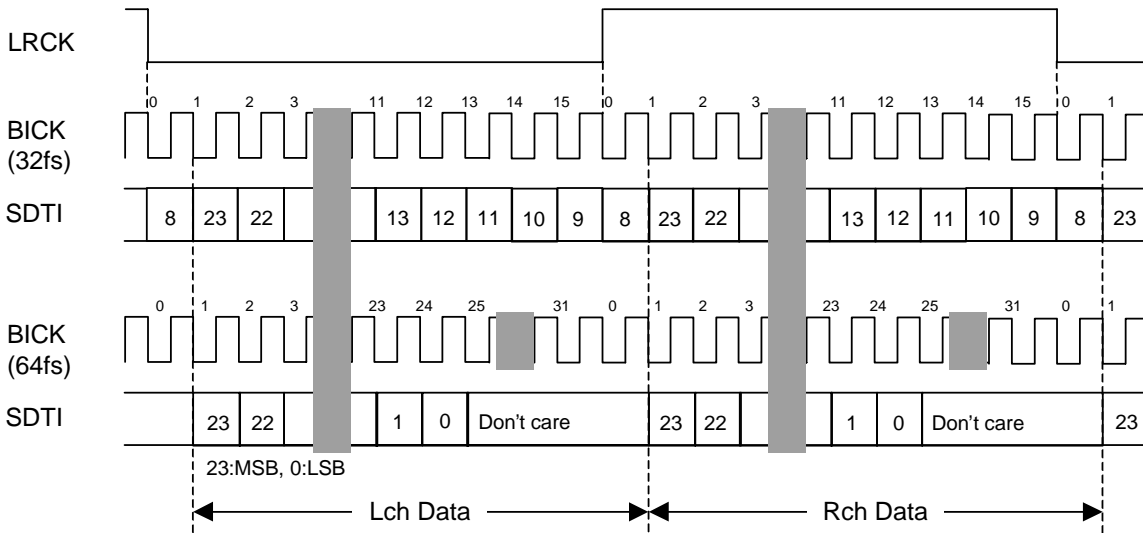 LRCK
0 1 2 3 11 12 13 14 15 0 1 2 3 11 12 13 14 15 0 1
BICK
(32fs)
SDTI 8 23 22 13 12 11 10 9 8 23 22 13 12 11 10 9 8 23
0 1 2 3 23 24 25 31 0 1 2 3 23 24 25 31 0 1
BICK
(64fs)
SDTI 23 22 1 0 Don't care 23 22 1 0 Don't care 23
23:MSB, 0:LSB
Lch Data Rch Data